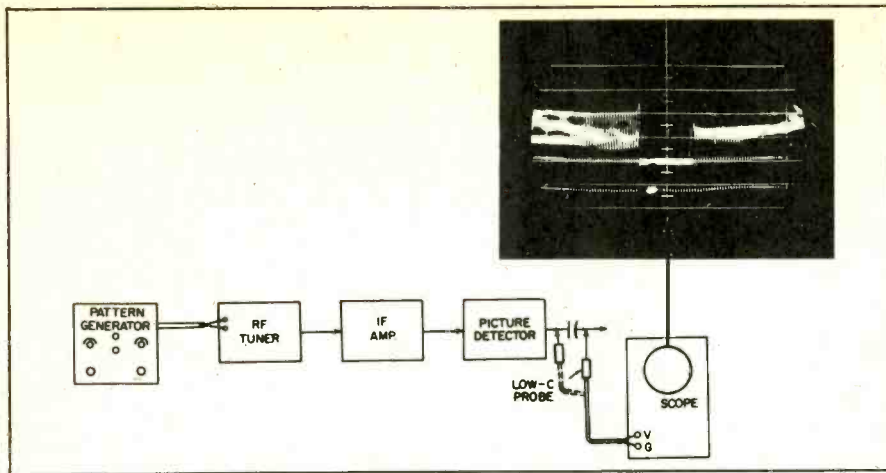 PATTERN
GENERATOR
RF
TUNER
IF
AMP.
PICTURE
DETECTOR
LOW-C
PROBE
SCOPE
V
G